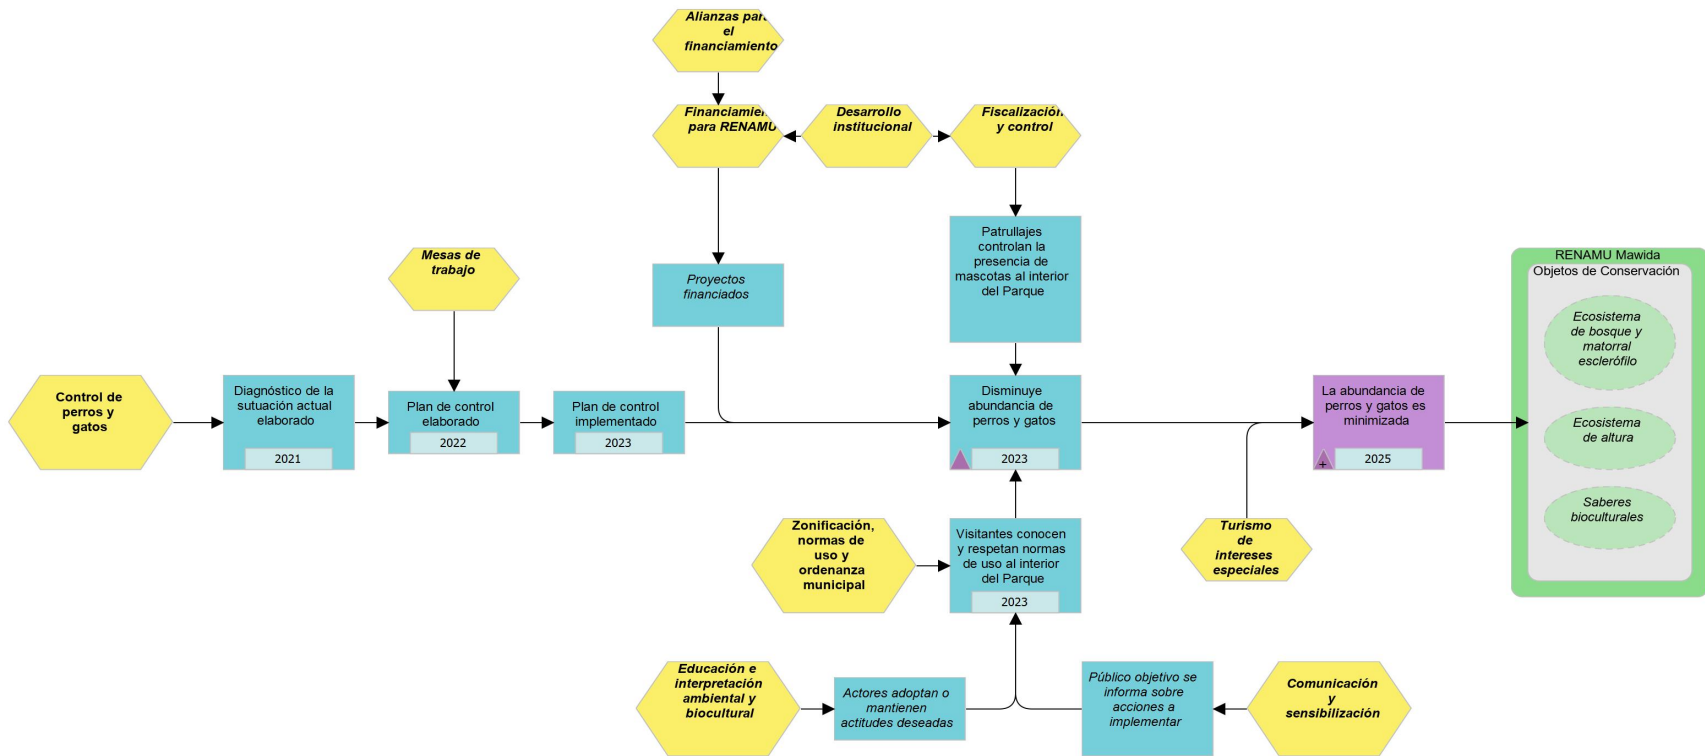 Alianzas para
el
financiamiento
Financiamien
para RENAMU
Desarrollo
institucional
Fiscalización
y control
Patrullajes
controlan la
presencia de
mascotas al interior
del Parque
Mesas de
trabajo
Proyectos
financiados
Control de
perros y
gatos
Diagnóstico de la
sutuación actual
elaborado
2021
Plan de control
elaborado
2022
Plan de control
implementado
2023
Disminuye
abundancia de
perros y gatos
2023
La abundancia de
perros y gatos es
minimizada
+
2025
RENAMU Mawida
Objetos de Conservación
Ecosistema
de bosque y
matorral
esclerófilo
Ecosistema
de altura
Saberes
bioculturales
Zonificación,
normas de
uso y
ordenanza
municipal
Visitantes conocen
y respetan normas
de uso al interior
del Parque
2023
Turismo
de
intereses
especiales
Educación e
interpretación
ambiental y
biocultural
Actores adoptan o
mantienen
actitudes deseadas
Público objetivo se
informa sobre
acciones a
implementar
Comunicación
y
sensibilización